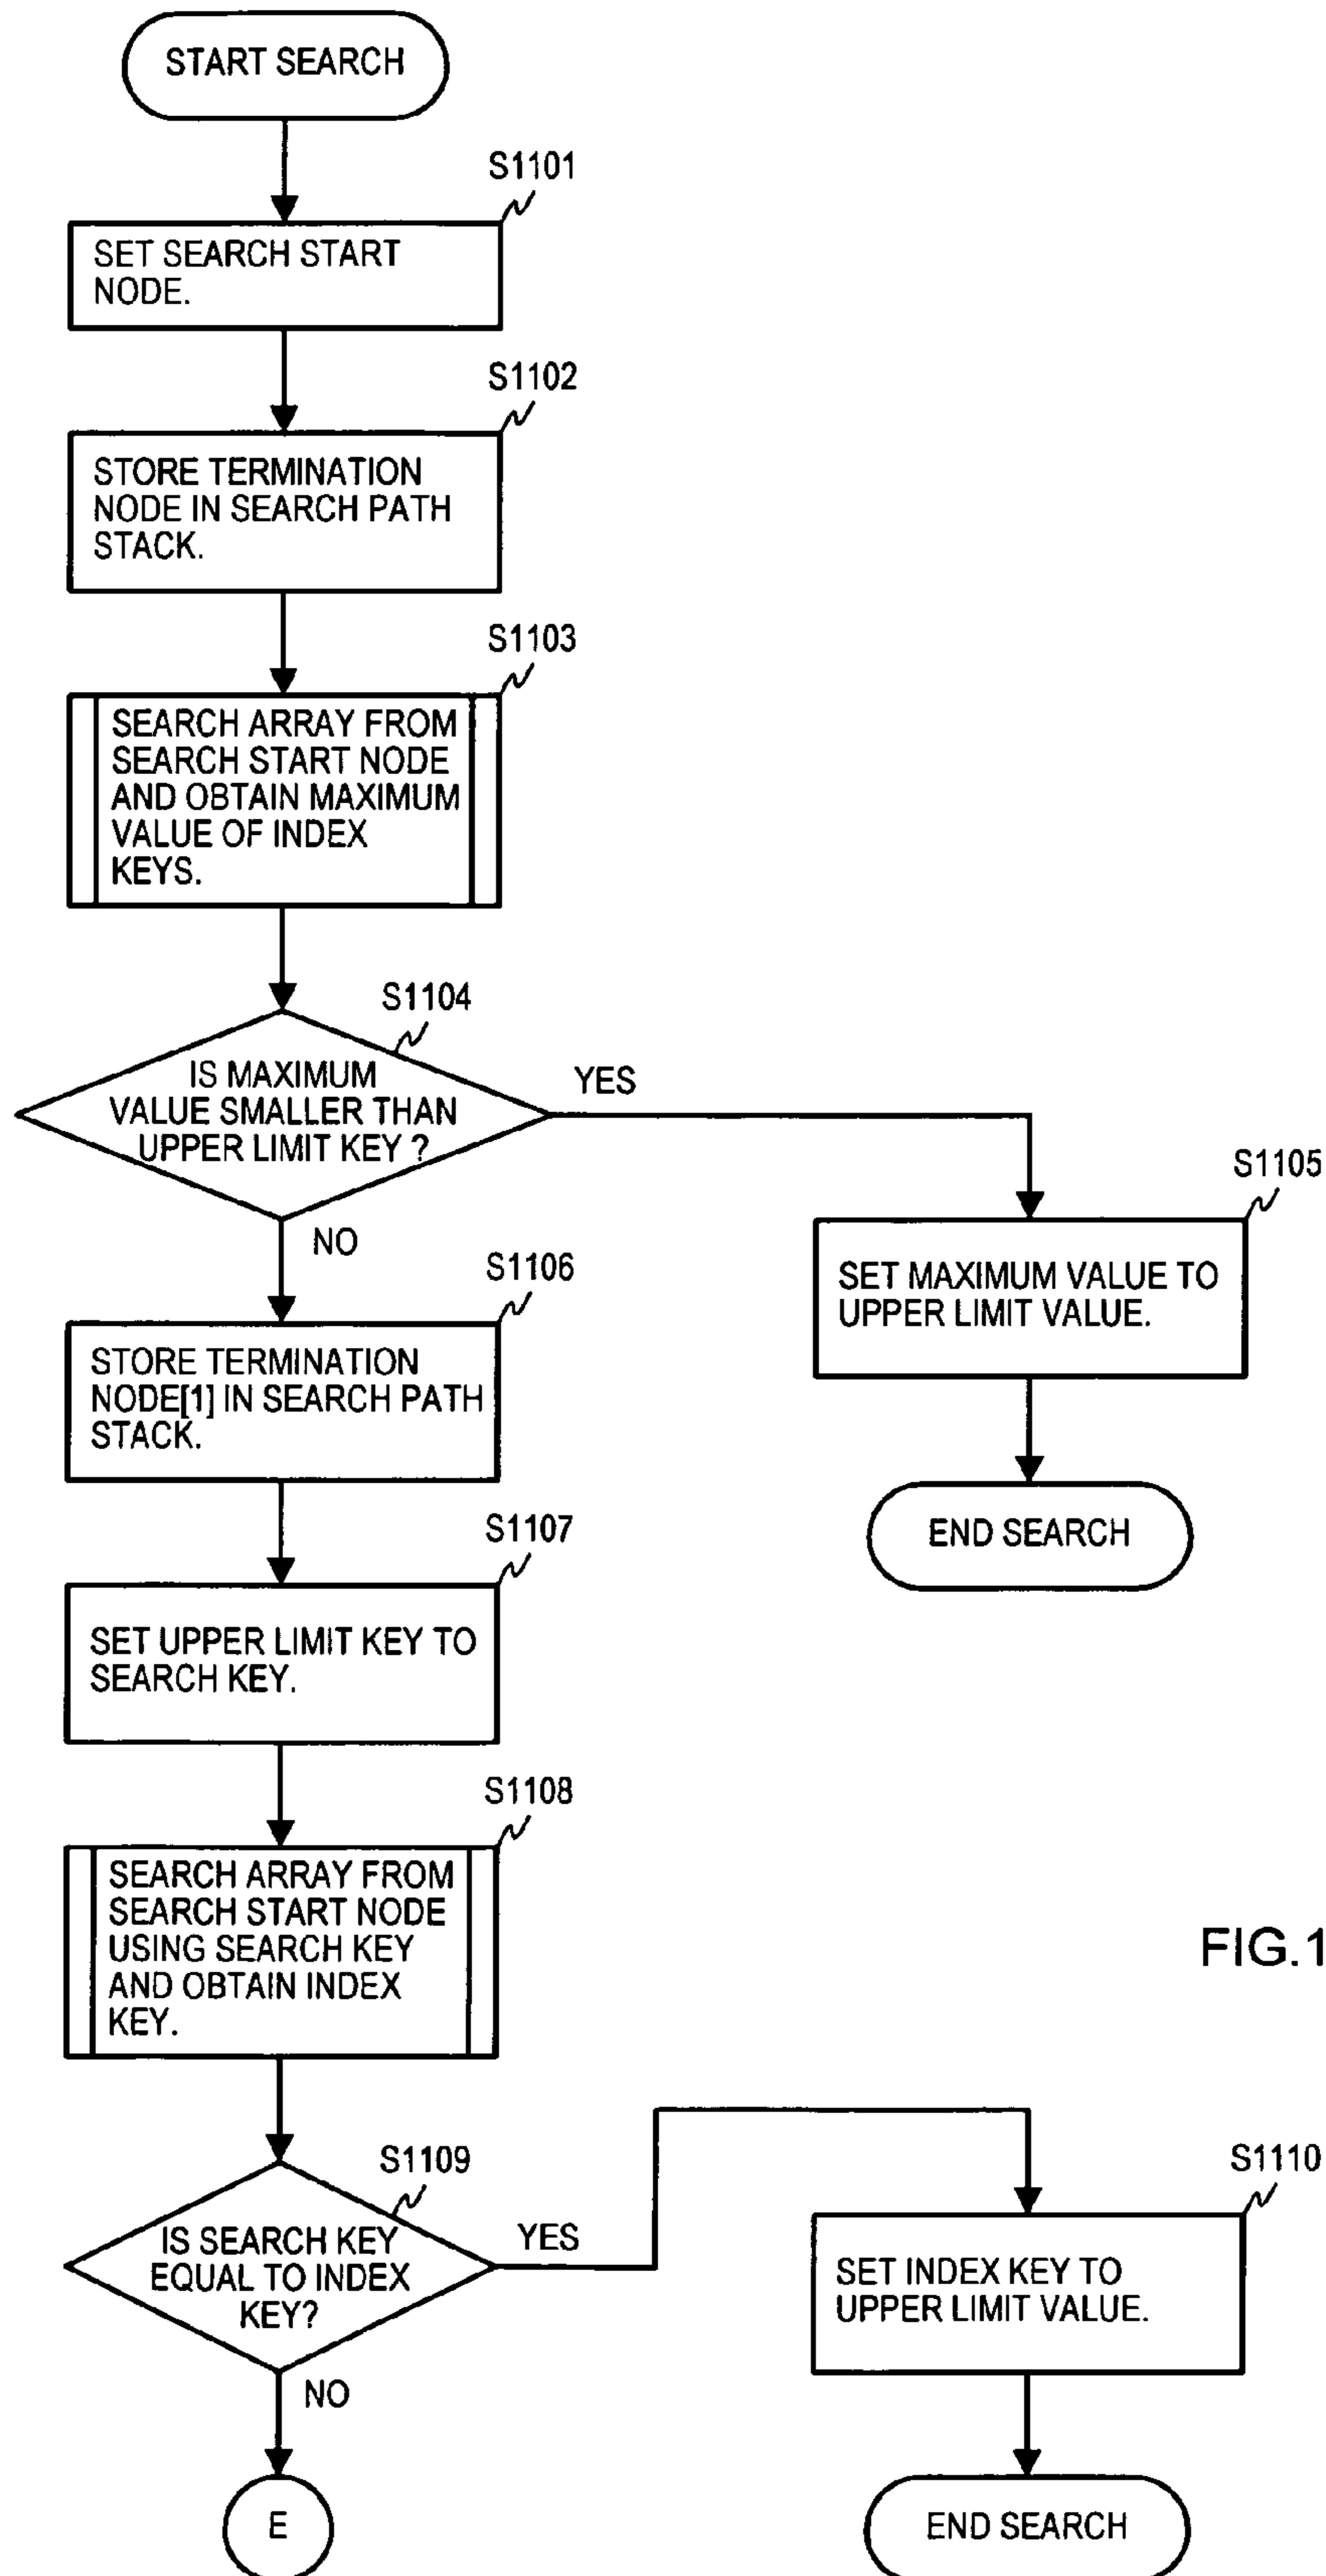 START SEARCH
S1101
SET SEARCH START
NODE.
S1102
STORE TERMINATION
NODE IN SEARCH PATH
STACK.
S1103
SEARCH ARRAY FROM
SEARCH START NODE
AND OBTAIN MAXIMUM
VALUE OF INDEX
KEYS.
S1104
IS MAXIMUM
VALUE SMALLER THAN
UPPER LIMIT KEY ?
YES
NO
S1105
SET MAXIMUM VALUE TO
UPPER LIMIT VALUE.
END SEARCH
S1106
STORE TERMINATION
NODE[1] IN SEARCH PATH
STACK.
S1107
SET UPPER LIMIT KEY TO
SEARCH KEY.
S1108
SEARCH ARRAY FROM
SEARCH START NODE
USING SEARCH KEY
AND OBTAIN INDEX
KEY.
FIG.1
S1109
IS SEARCH KEY
EQUAL TO INDEX
KEY?
YES
NO
S1110
SET INDEX KEY TO
UPPER LIMIT VALUE.
END SEARCH
E